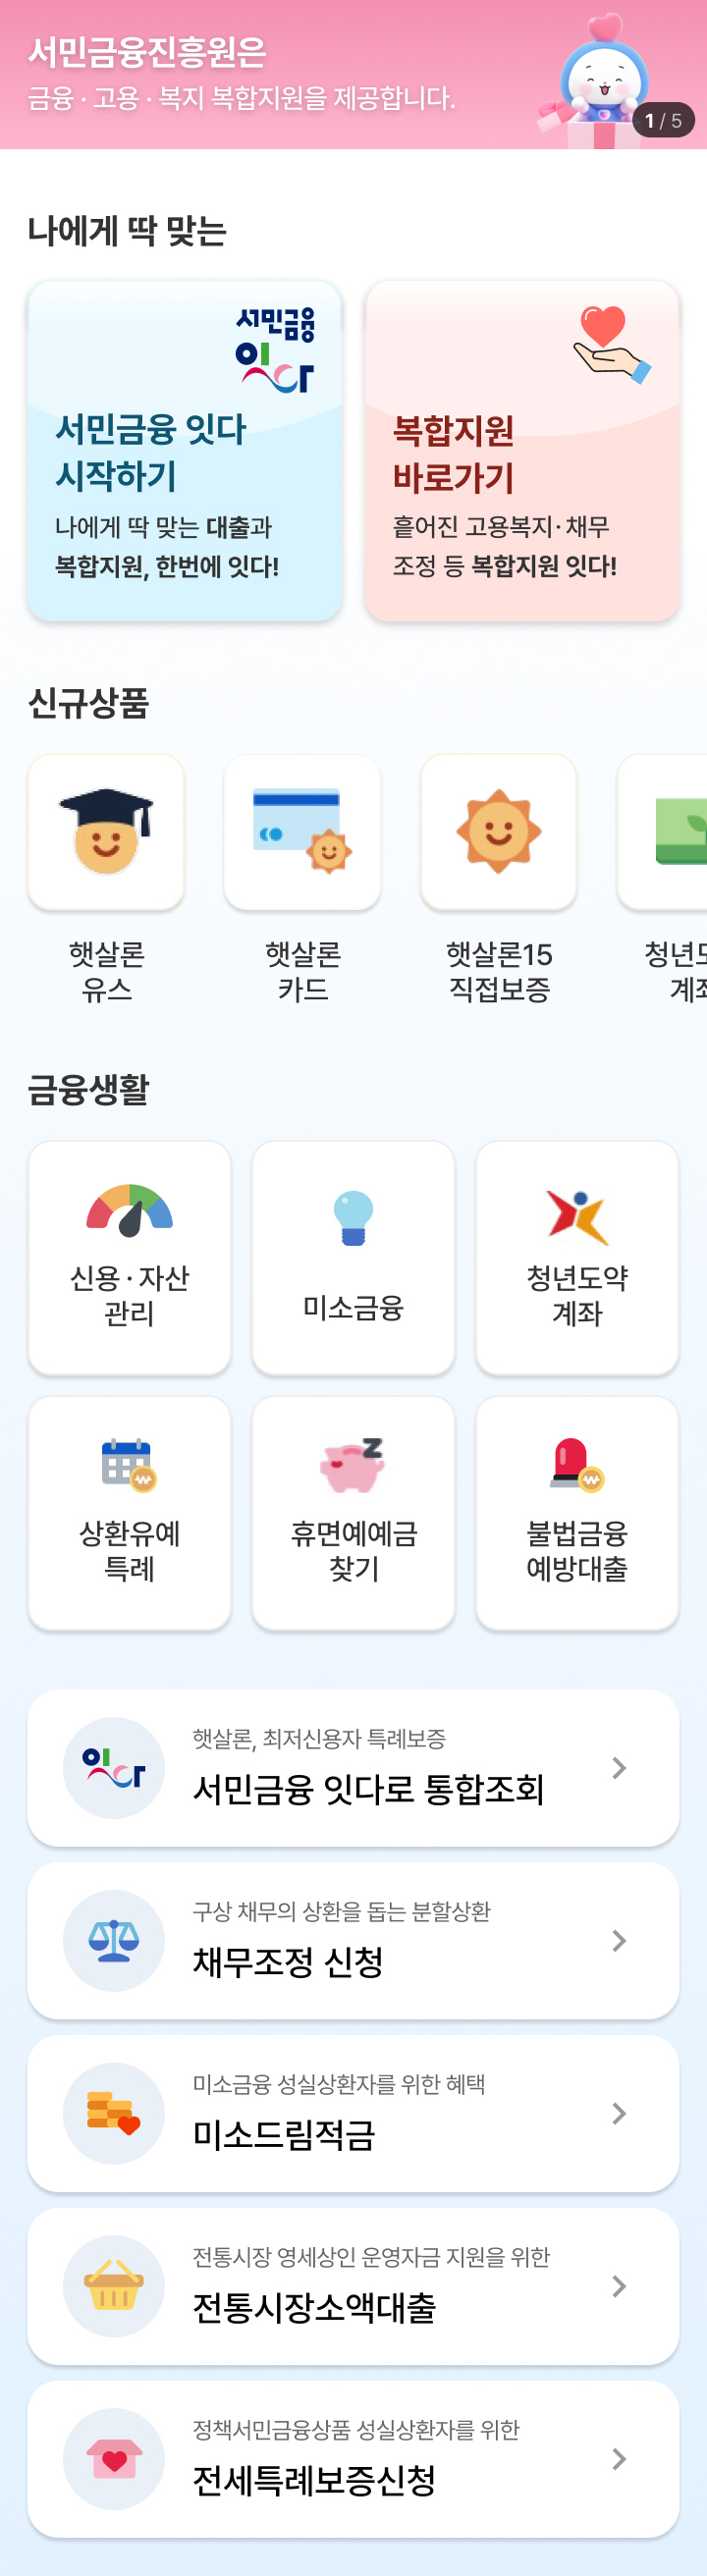 서민금융진흥원은
금융 · 고용 · 복지 복합지원을 제공합니다.
1 / 5
나에게 딱 맞는
서민금융
잇다
서민금융 잇다
시작하기
나에게 딱 맞는 대출과
복합지원, 한번에 잇다!
복합지원
바로가기
흩어진 고용복지·채무
조정 등 복합지원 잇다!
신규상품
햇살론
유스
햇살론
카드
햇살론15
직접보증
청년도
계좌
금융생활
신용·자산
관리
미소금융
청년도약
계좌
상환유예
특례
휴면예예금
찾기
불법금융
예방대출
잇다
햇살론, 최저신용자 특례보증
서민금융 잇다로 통합조회
구상 채무의 상환을 돕는 분할상환
채무조정 신청
미소금융 성실상환자를 위한 혜택
미소드림적금
전통시장 영세상인 운영자금 지원을 위한
전통시장소액대출
정책서민금융상품 성실상환자를 위한
전세특례보증신청